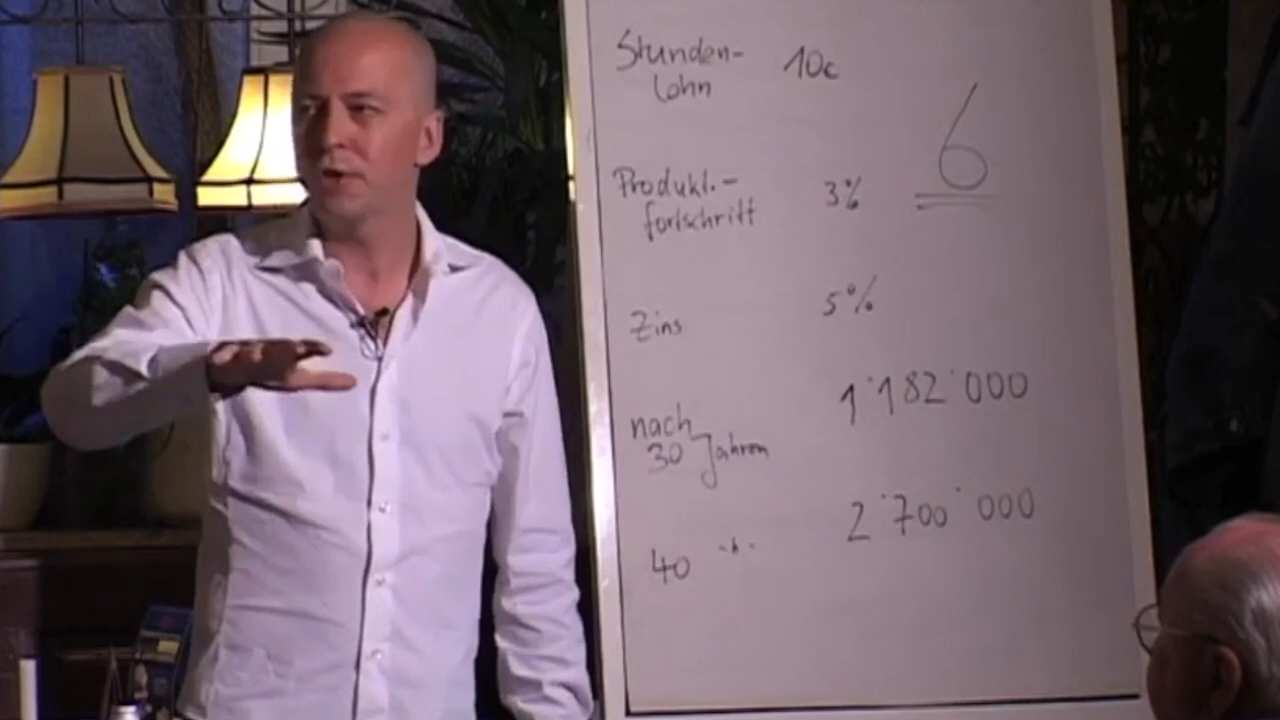 Stunden-
lohn 10c
6
Produkt.-
fortschritt 3%
Zins 5%
nach
30 Jahren 1'182'000
40 -"- 2'700'000